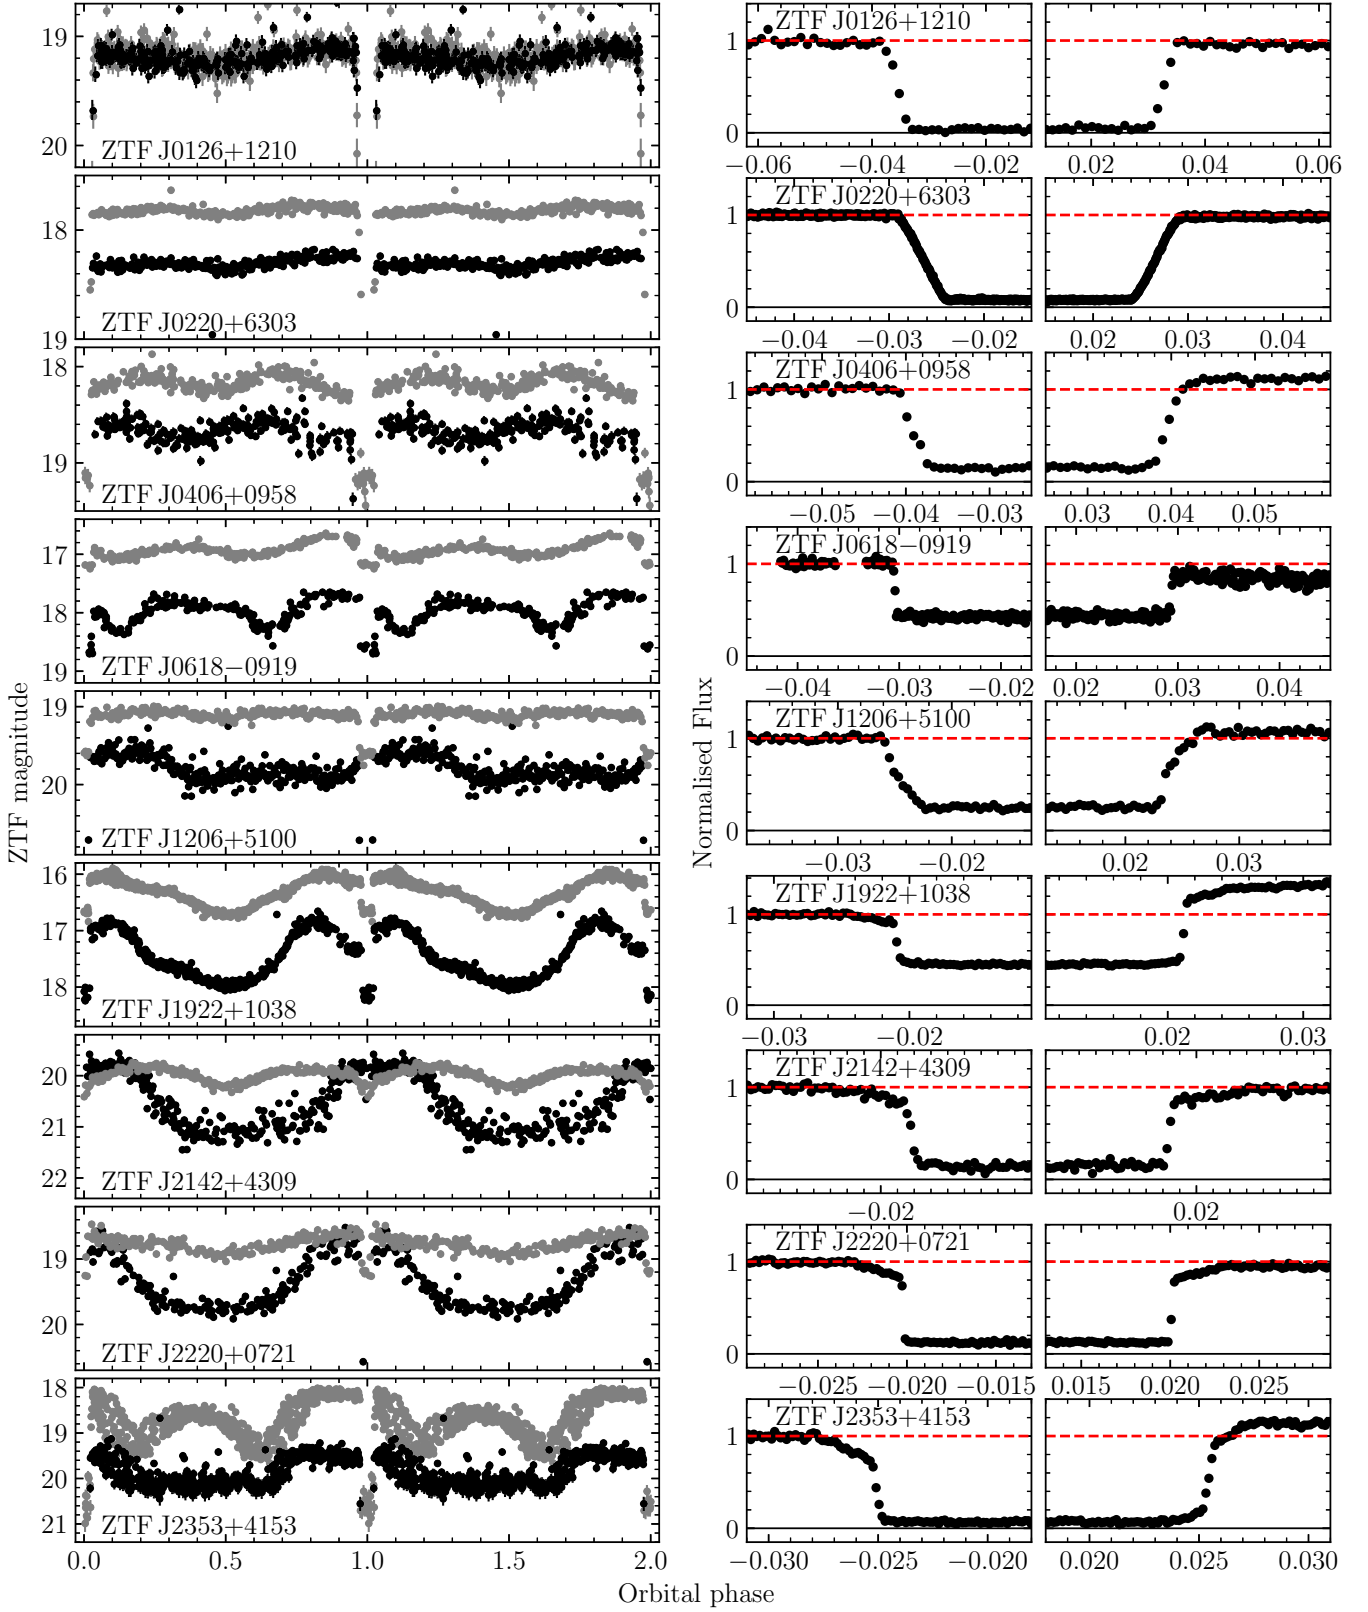 ZTF magnitude
19
20
ZTF J0126+1210
18
19
ZTF J0220+6303
18
19
ZTF J0406+0958
17
18
19
ZTF J0618−0919
19
20
ZTF J1206+5100
16
17
18
ZTF J1922+1038
20
21
22
ZTF J2142+4309
19
20
ZTF J2220+0721
18
19
20
21
ZTF J2353+4153
0.0 0.5 1.0 1.5 2.0
Orbital phase
Normalised Flux
ZTF J0126+1210
1
0
−0.06 −0.04 −0.02 0.02 0.04 0.06
ZTF J0220+6303
1
0
−0.04 −0.03 −0.02 0.02 0.03 0.04
ZTF J0406+0958
1
0
−0.05 −0.04 −0.03 0.03 0.04 0.05
ZTF J0618−0919
1
0
−0.04 −0.03 −0.02 0.02 0.03 0.04
ZTF J1206+5100
1
0
−0.03 −0.02 0.02 0.03
ZTF J1922+1038
1
0
−0.03 −0.02 0.02 0.03
ZTF J2142+4309
1
0
−0.02 0.02
ZTF J2220+0721
1
0
−0.025 −0.020 −0.015 0.015 0.020 0.025
ZTF J2353+4153
1
0
−0.030 −0.025 −0.020 0.020 0.025 0.030